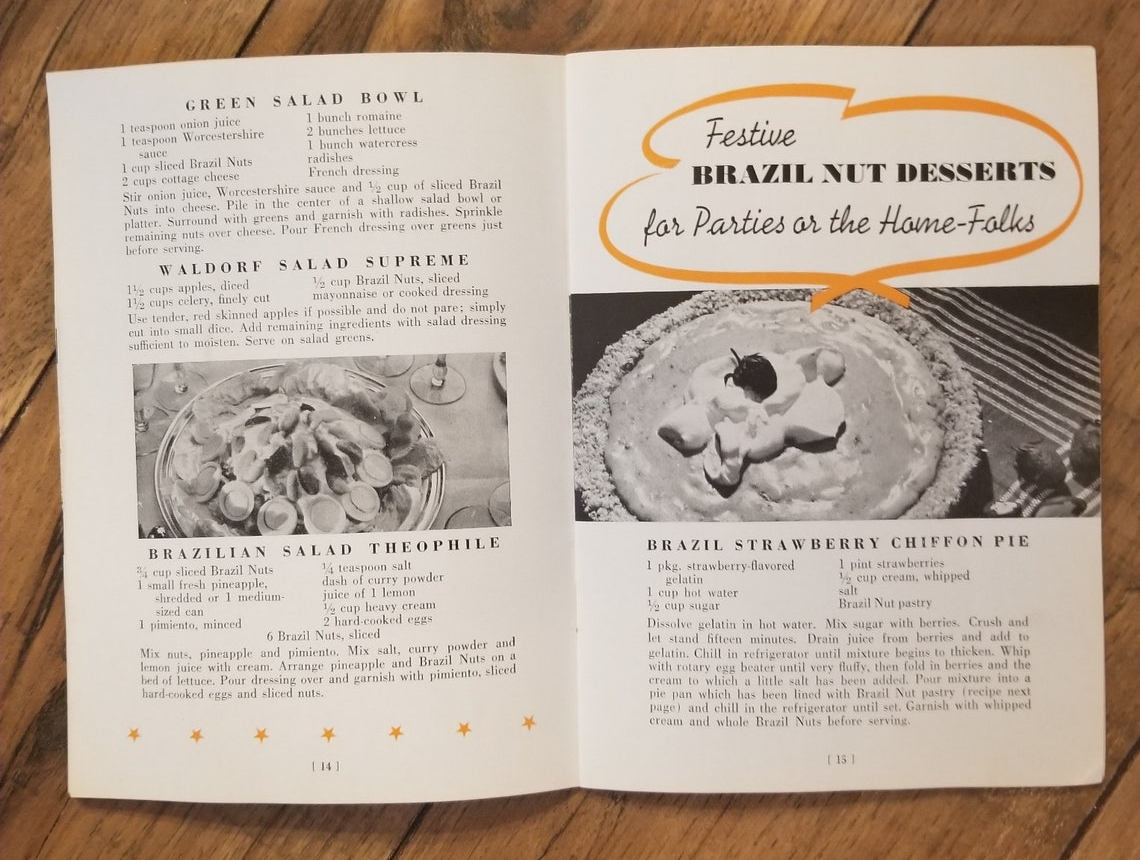 GREEN SALAD BOWL
1 teaspoon onion juice
1 teaspoon Worcestershire
sauce
1 cup sliced Brazil Nuts
2 cups cottage cheese
1 bunch romaine
2 bunches lettuce
1 bunch watercress
radishes
French dressing
Stir onion juice, Worcestershire sauce and ½ cup of sliced Brazil
Nuts into cheese. Pile in the center of a shallow salad bowl or
platter. Surround with greens and garnish with radishes. Sprinkle
remaining nuts over cheese. Pour French dressing over greens just
before serving.
WALDORF SALAD SUPREME
1½ cups apples, diced
1½ cups celery, finely cut
½ cup Brazil Nuts, sliced
mayonnaise or cooked dressing
Use tender, red skinned apples if possible and do not pare; simply
cut into small dice. Add remaining ingredients with salad dressing
sufficient to moisten. Serve on salad greens.
BRAZILIAN SALAD THEOPHILE
¾ cup sliced Brazil Nuts
1 small fresh pineapple,
shredded or 1 medium-
sized can
1 pimiento, minced
¼ teaspoon salt
dash of curry powder
juice of 1 lemon
½ cup heavy cream
2 hard-cooked eggs
6 Brazil Nuts, sliced
Mix nuts, pineapple and pimiento. Mix salt, curry powder and
lemon juice with cream. Arrange pineapple and Brazil Nuts on a
bed of lettuce. Pour dressing over and garnish with pimiento, sliced
hard-cooked eggs and sliced nuts.
[ 14 ]
Festive
BRAZIL NUT DESSERTS
for Parties or the Home-Folks
BRAZIL STRAWBERRY CHIFFON PIE
1 pkg. strawberry-flavored
gelatin
1 cup hot water
½ cup sugar
1 pint strawberries
½ cup cream, whipped
salt
Brazil Nut pastry
Dissolve gelatin in hot water. Mix sugar with berries. Crush and
let stand fifteen minutes. Drain juice from berries and add to
gelatin. Chill in refrigerator until mixture begins to thicken. Whip
with rotary egg beater until very fluffy, then fold in berries and the
cream to which a little salt has been added. Pour mixture into a
pie pan which has been lined with Brazil Nut pastry (recipe next
page) and chill in the refrigerator until set. Garnish with whipped
cream and whole Brazil Nuts before serving.
[ 15 ]